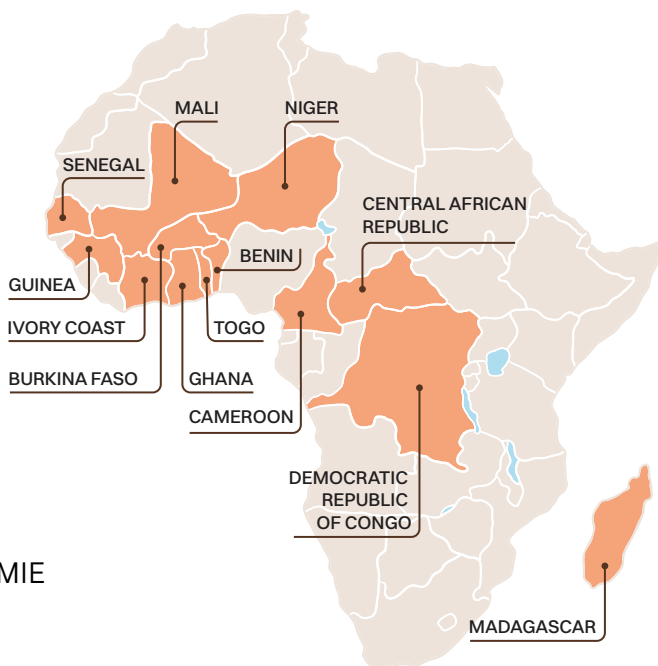 MALI
NIGER
SENEGAL
CENTRAL AFRICAN
REPUBLIC
BENIN
GUINEA
IVORY COAST
TOGO
BURKINA FASO
GHANA
CAMEROON
DEMOCRATIC
REPUBLIC
OF CONGO
MIE
MADAGASCAR